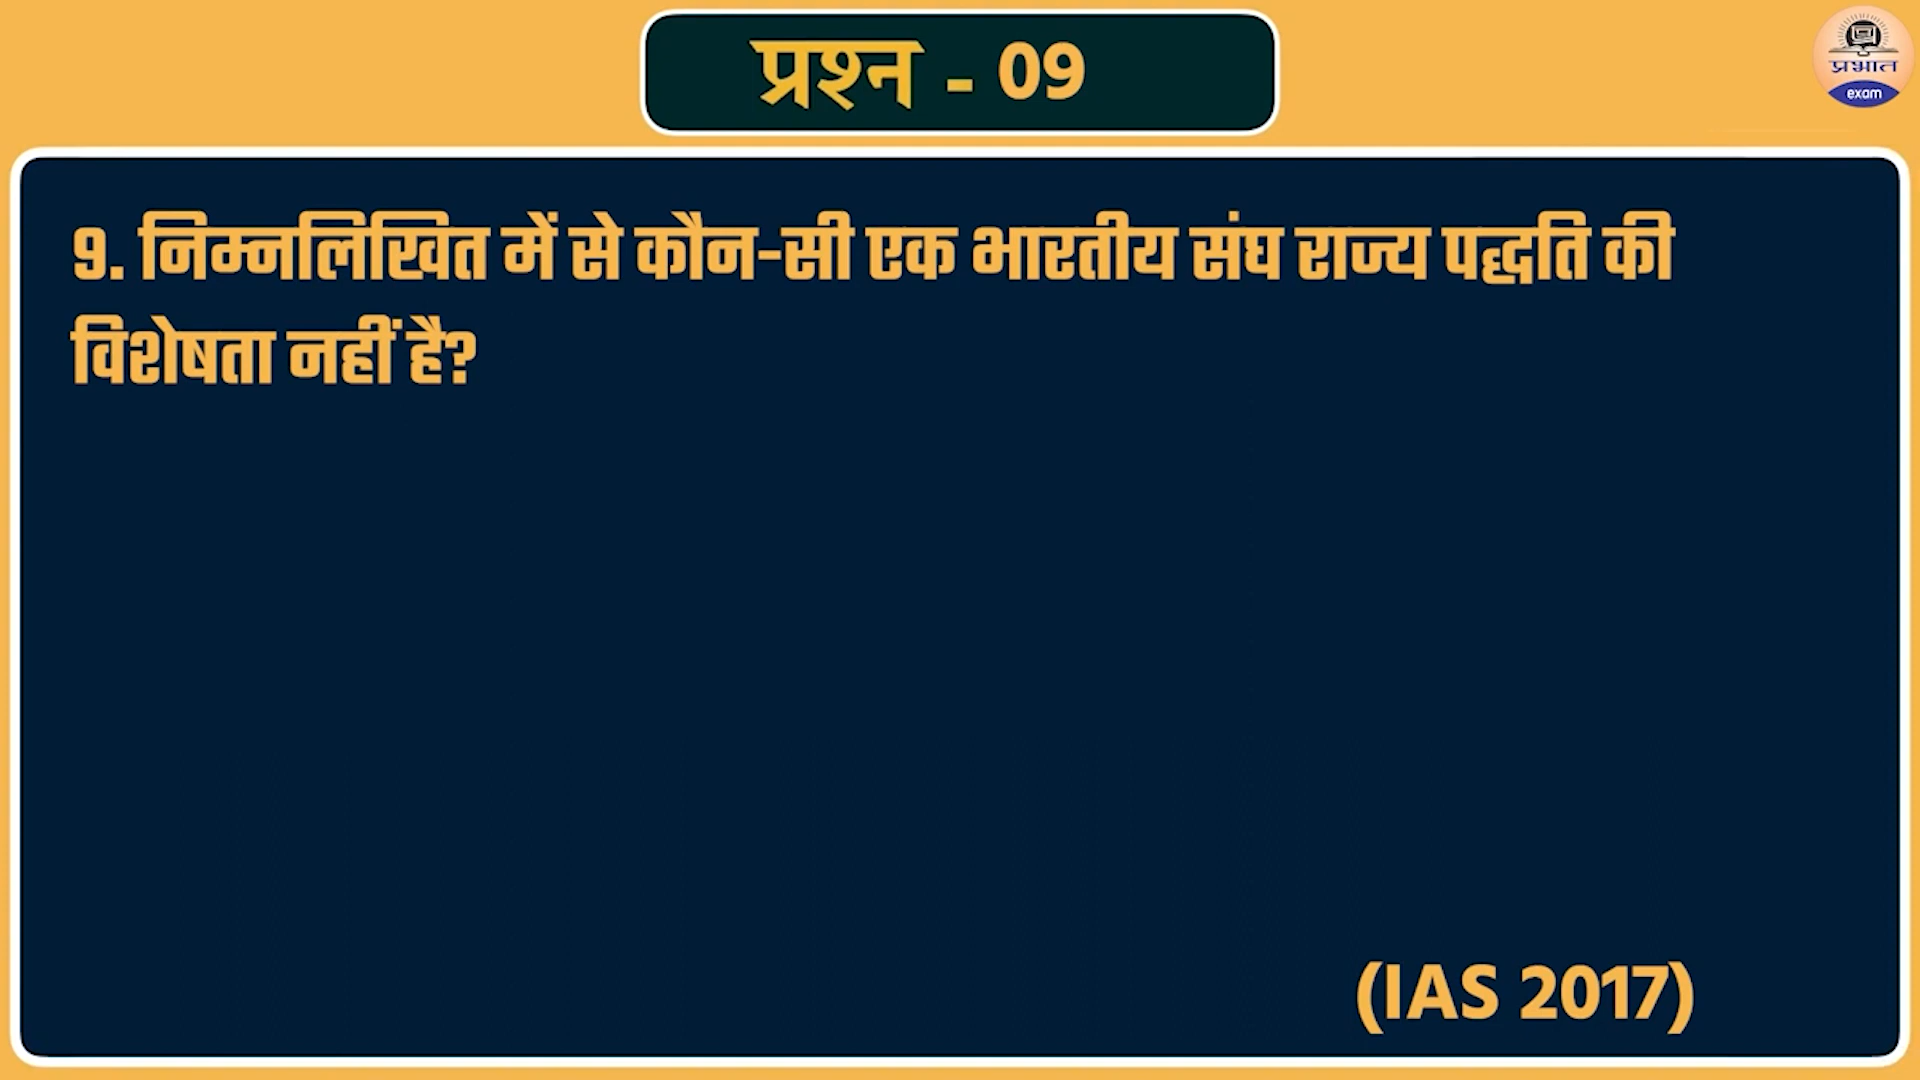 प्रश्न - 09
प्रभात
exam
9. निम्नलिखित में से कौन-सी एक भारतीय संघ राज्य पद्धति की
विशेषता नहीं है?
(IAS 2017)